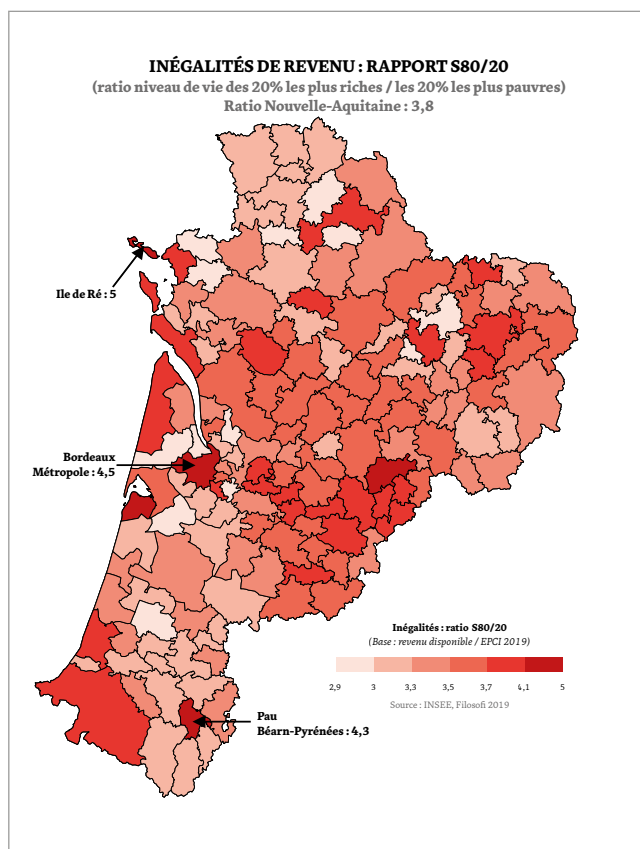 INÉGALITÉS DE REVENU : RAPPORT S80/20
(ratio niveau de vie des 20% les plus riches / les 20% les plus pauvres)
Ratio Nouvelle-Aquitaine : 3,8
Ile de Ré : 5
Bordeaux
Métropole : 4,5
Inégalités : ratio S80/20
(Base : revenu disponible / EPCI 2019)
2,9 3 3,3 3,5 3,7 4,1 5
Source : INSEE, Filosofi 2019
Pau
Béarn-Pyrénées : 4,3